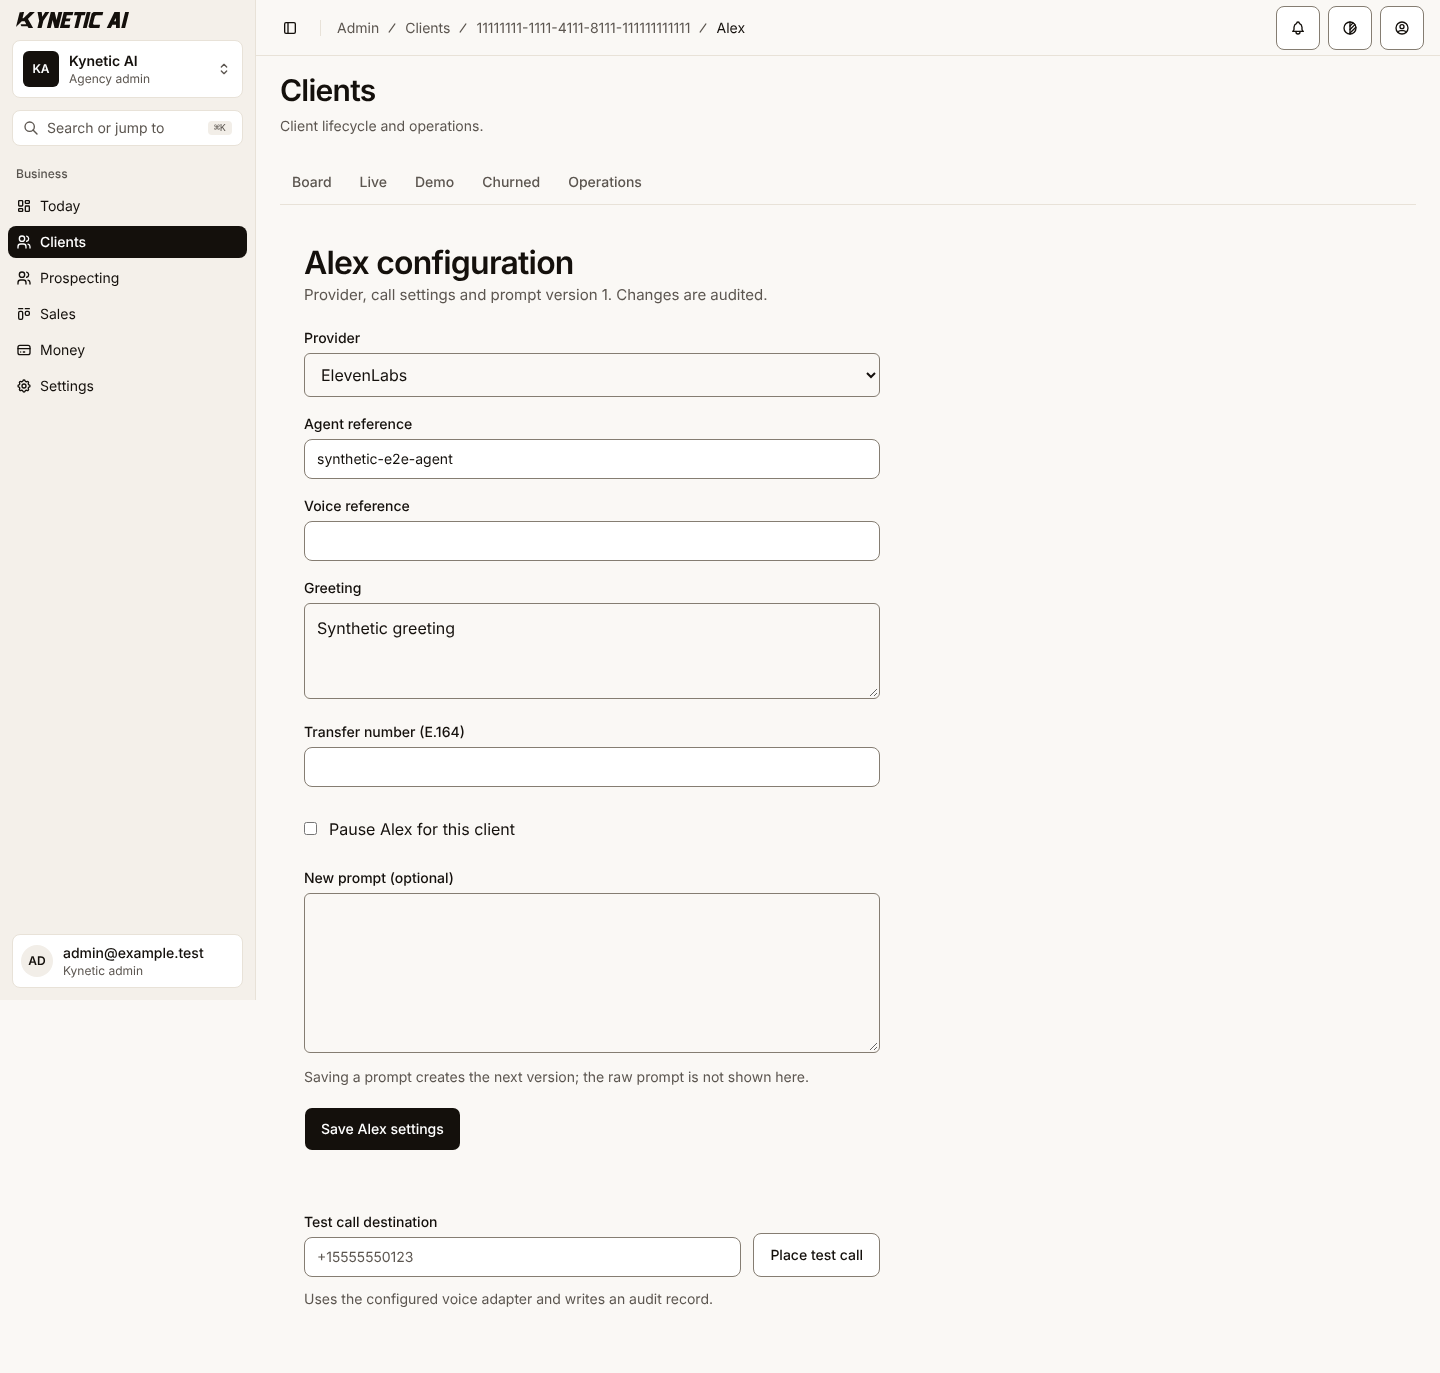 KYNETIC AI
KA
Kynetic AI
Agency admin
Search or jump to
⌘K
Business
Today
Clients
Prospecting
Sales
Money
Settings
AD
admin@example.test
Kynetic admin
Admin / Clients / 11111111-1111-4111-8111-111111111111 / Alex
Clients
Client lifecycle and operations.
Board Live Demo Churned Operations
Alex configuration
Provider, call settings and prompt version 1. Changes are audited.
Provider
ElevenLabs
Agent reference
synthetic-e2e-agent
Voice reference
Greeting
Synthetic greeting
Transfer number (E.164)
Pause Alex for this client
New prompt (optional)
Saving a prompt creates the next version; the raw prompt is not shown here.
Save Alex settings
Test call destination
+15555550123
Place test call
Uses the configured voice adapter and writes an audit record.